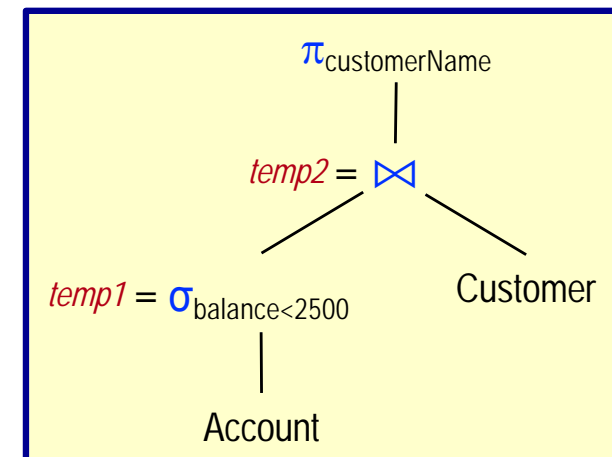 πcustomerName
temp2 = ⋈
temp1 = σbalance<2500
Customer
Account